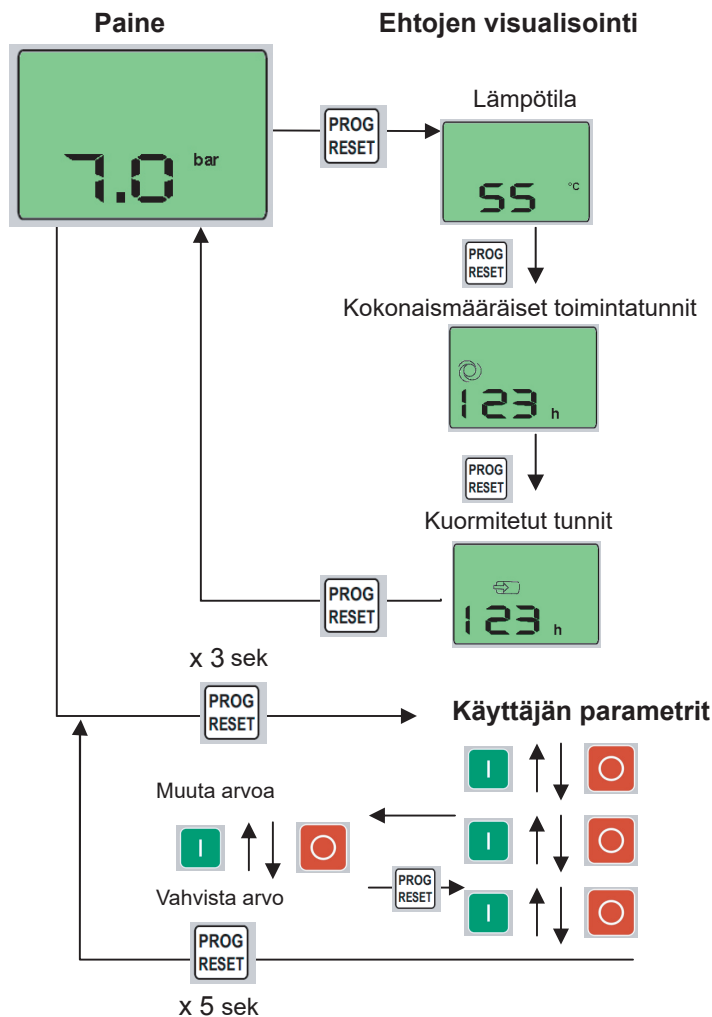 Paine
Ehtojen visualisointi
7.0 bar
PROG
RESET
Lämpötila
55 °C
PROG
RESET
Kokonaismääräiset toimintatunnit
123 h
PROG
RESET
Kuormitetut tunnit
123 h
PROG
RESET
x 3 sek
PROG
RESET
Käyttäjän parametrit
I O
Muuta arvoa
I O
I O
Vahvista arvo
PROG
RESET
I O
PROG
RESET
x 5 sek